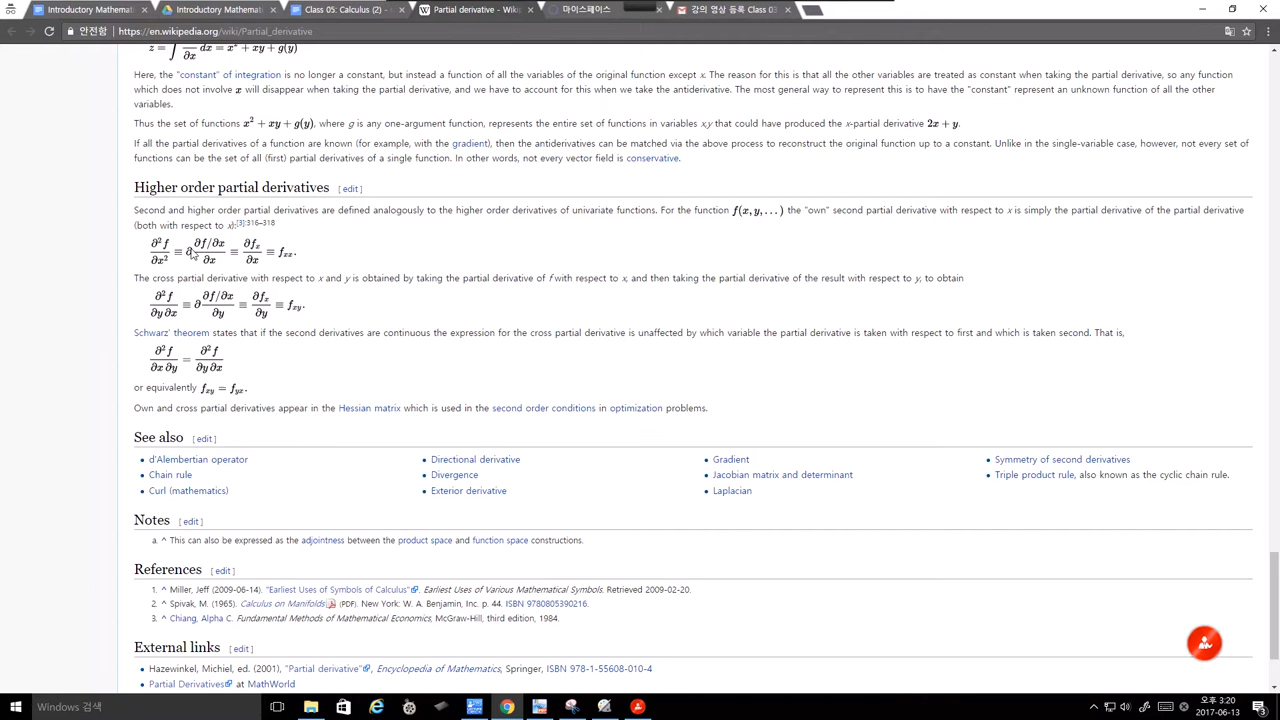 Introductory Mathema
Introductory Mathema
Class 05: Calculus (2) -
Partial derivative - Wikipe
마이스페이스
강의 영상 등록 Class 03
안전함 | https://en.wikipedia.org/wiki/Partial_derivative
z = ∫ ∂x dx = x² + xy + g(y)
Here, the "constant" of integration is no longer a constant, but instead a function of all the variables of the original function except x. The reason for this is that all the other variables are treated as constant when taking the partial derivative, so any function
which does not involve x will disappear when taking the partial derivative, and we have to account for this when we take the antiderivative. The most general way to represent this is to have the "constant" represent an unknown function of all the other
variables.
Thus the set of functions x² + xy + g(y), where g is any one-argument function, represents the entire set of functions in variables x,y that could have produced the x-partial derivative 2x + y.
If all the partial derivatives of a function are known (for example, with the gradient), then the antiderivatives can be matched via the above process to reconstruct the original function up to a constant. Unlike in the single-variable case, however, not every set of
functions can be the set of all (first) partial derivatives of a single function. In other words, not every vector field is conservative.
Higher order partial derivatives [ edit ]
Second and higher order partial derivatives are defined analogously to the higher order derivatives of univariate functions. For the function f(x, y, . . . ) the "own" second partial derivative with respect to x is simply the partial derivative of the partial derivative
(both with respect to x):[3]:316–318
∂²f/∂x² ≡ ∂ ∂f/∂x / ∂x ≡ ∂fₓ/∂x ≡ fₓₓ.
The cross partial derivative with respect to x and y is obtained by taking the partial derivative of f with respect to x, and then taking the partial derivative of the result with respect to y, to obtain
∂²f/∂y ∂x ≡ ∂ ∂f/∂x / ∂y ≡ ∂fₓ/∂y ≡ f_xy.
Schwarz' theorem states that if the second derivatives are continuous the expression for the cross partial derivative is unaffected by which variable the partial derivative is taken with respect to first and which is taken second. That is,
∂²f/∂x ∂y = ∂²f/∂y ∂x
or equivalently f_xy = f_yx.
Own and cross partial derivatives appear in the Hessian matrix which is used in the second order conditions in optimization problems.
See also [ edit ]
• d'Alembertian operator
• Chain rule
• Curl (mathematics)
• Directional derivative
• Divergence
• Exterior derivative
• Gradient
• Jacobian matrix and determinant
• Laplacian
• Symmetry of second derivatives
• Triple product rule, also known as the cyclic chain rule.
Notes [ edit ]
a. ^ This can also be expressed as the adjointness between the product space and function space constructions.
References [ edit ]
1. ^ Miller, Jeff (2009-06-14). "Earliest Uses of Symbols of Calculus". Earliest Uses of Various Mathematical Symbols. Retrieved 2009-02-20.
2. ^ Spivak, M. (1965). Calculus on Manifolds (PDF). New York: W. A. Benjamin, Inc. p. 44. ISBN 9780805390216.
3. ^ Chiang, Alpha C. Fundamental Methods of Mathematical Economics, McGraw-Hill, third edition, 1984.
External links [ edit ]
• Hazewinkel, Michiel, ed. (2001), "Partial derivative", Encyclopedia of Mathematics, Springer, ISBN 978-1-55608-010-4
• Partial Derivatives at MathWorld
Windows 검색
오후 3:20
2017-06-13